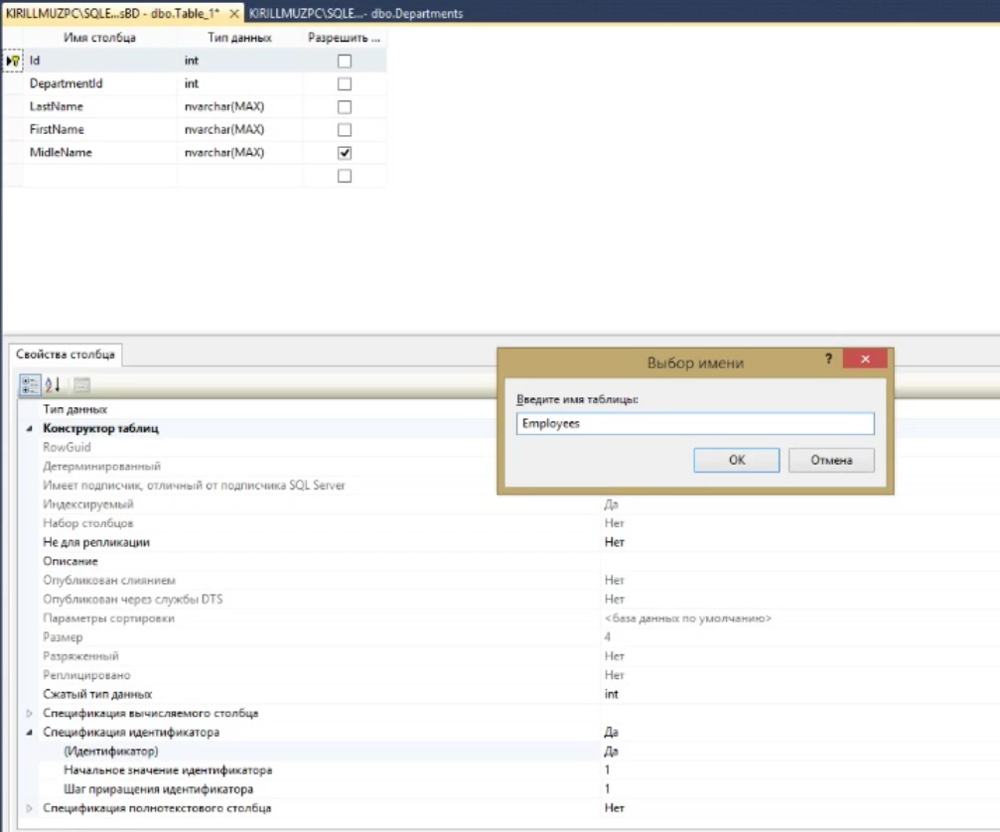 KIRILLMUZPC\SQLE...sBD - dbo.Table_1* KIRILLMUZPC\SQLE...- dbo.Departments
Имя столбца Тип данных Разрешить ...
Id int
DepartmentId int
LastName nvarchar(MAX)
FirstName nvarchar(MAX)
MidleName nvarchar(MAX)
Свойства столбца
Выбор имени ?
Введите имя таблицы:
Employees
OK Отмена
Тип данных
Конструктор таблиц
RowGuid
Детерминированный
Имеет подписчик, отличный от подписчика SQL Server
Индексируемый Да
Набор столбцов Нет
Не для репликации Нет
Описание
Опубликован слиянием Нет
Опубликован через службы DTS Нет
Параметры сортировки <база данных по умолчанию>
Размер 4
Разряженный Нет
Реплицировано Нет
Сжатый тип данных int
Спецификация вычисляемого столбца
Спецификация идентификатора Да
(Идентификатор) Да
Начальное значение идентификатора 1
Шаг приращения идентификатора 1
Спецификация полнотекстового столбца Нет